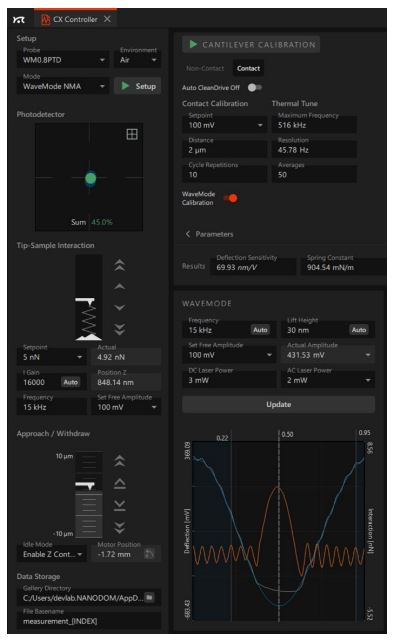 CX Controller
Setup
Probe
WM0.8PTD
Environment
Air
Mode
WaveMode NMA
Setup
Photodetector
Sum 45.0%
Tip-Sample Interaction
Setpoint
5 nN
Actual
4.92 nN
I Gain
16000
Auto
Position Z
848.14 nm
Frequency
15 kHz
Set Free Amplitude
100 mV
Approach / Withdraw
10 µm
-10 µm
Idle Mode
Enable Z Cont...
Motor Position
-1.72 mm
Data Storage
Gallery Directory
C:/Users/devlab.NANODOM/AppD...
File Basename
measurement_[INDEX]
CANTILEVER CALIBRATION
Non-Contact
Contact
Auto CleanDrive Off
Contact Calibration
Thermal Tune
Setpoint
100 mV
Maximum Frequency
516 kHz
Distance
2 µm
Resolution
45.78 Hz
Cycle Repetitions
10
Averages
50
WaveMode
Calibration
Parameters
Results
Deflection Sensitivity
69.93 nm/V
Spring Constant
904.54 mN/m
WAVEMODE
Frequency
15 kHz
Auto
Lift Height
30 nm
Auto
Set Free Amplitude
100 mV
Actual Amplitude
431.53 mV
DC Laser Power
3 mW
AC Laser Power
2 mW
Update
0.22
0.50
0.95
369.09
8.56
Deflection [mV]
Interaction [nN]
-683.43
-5.52